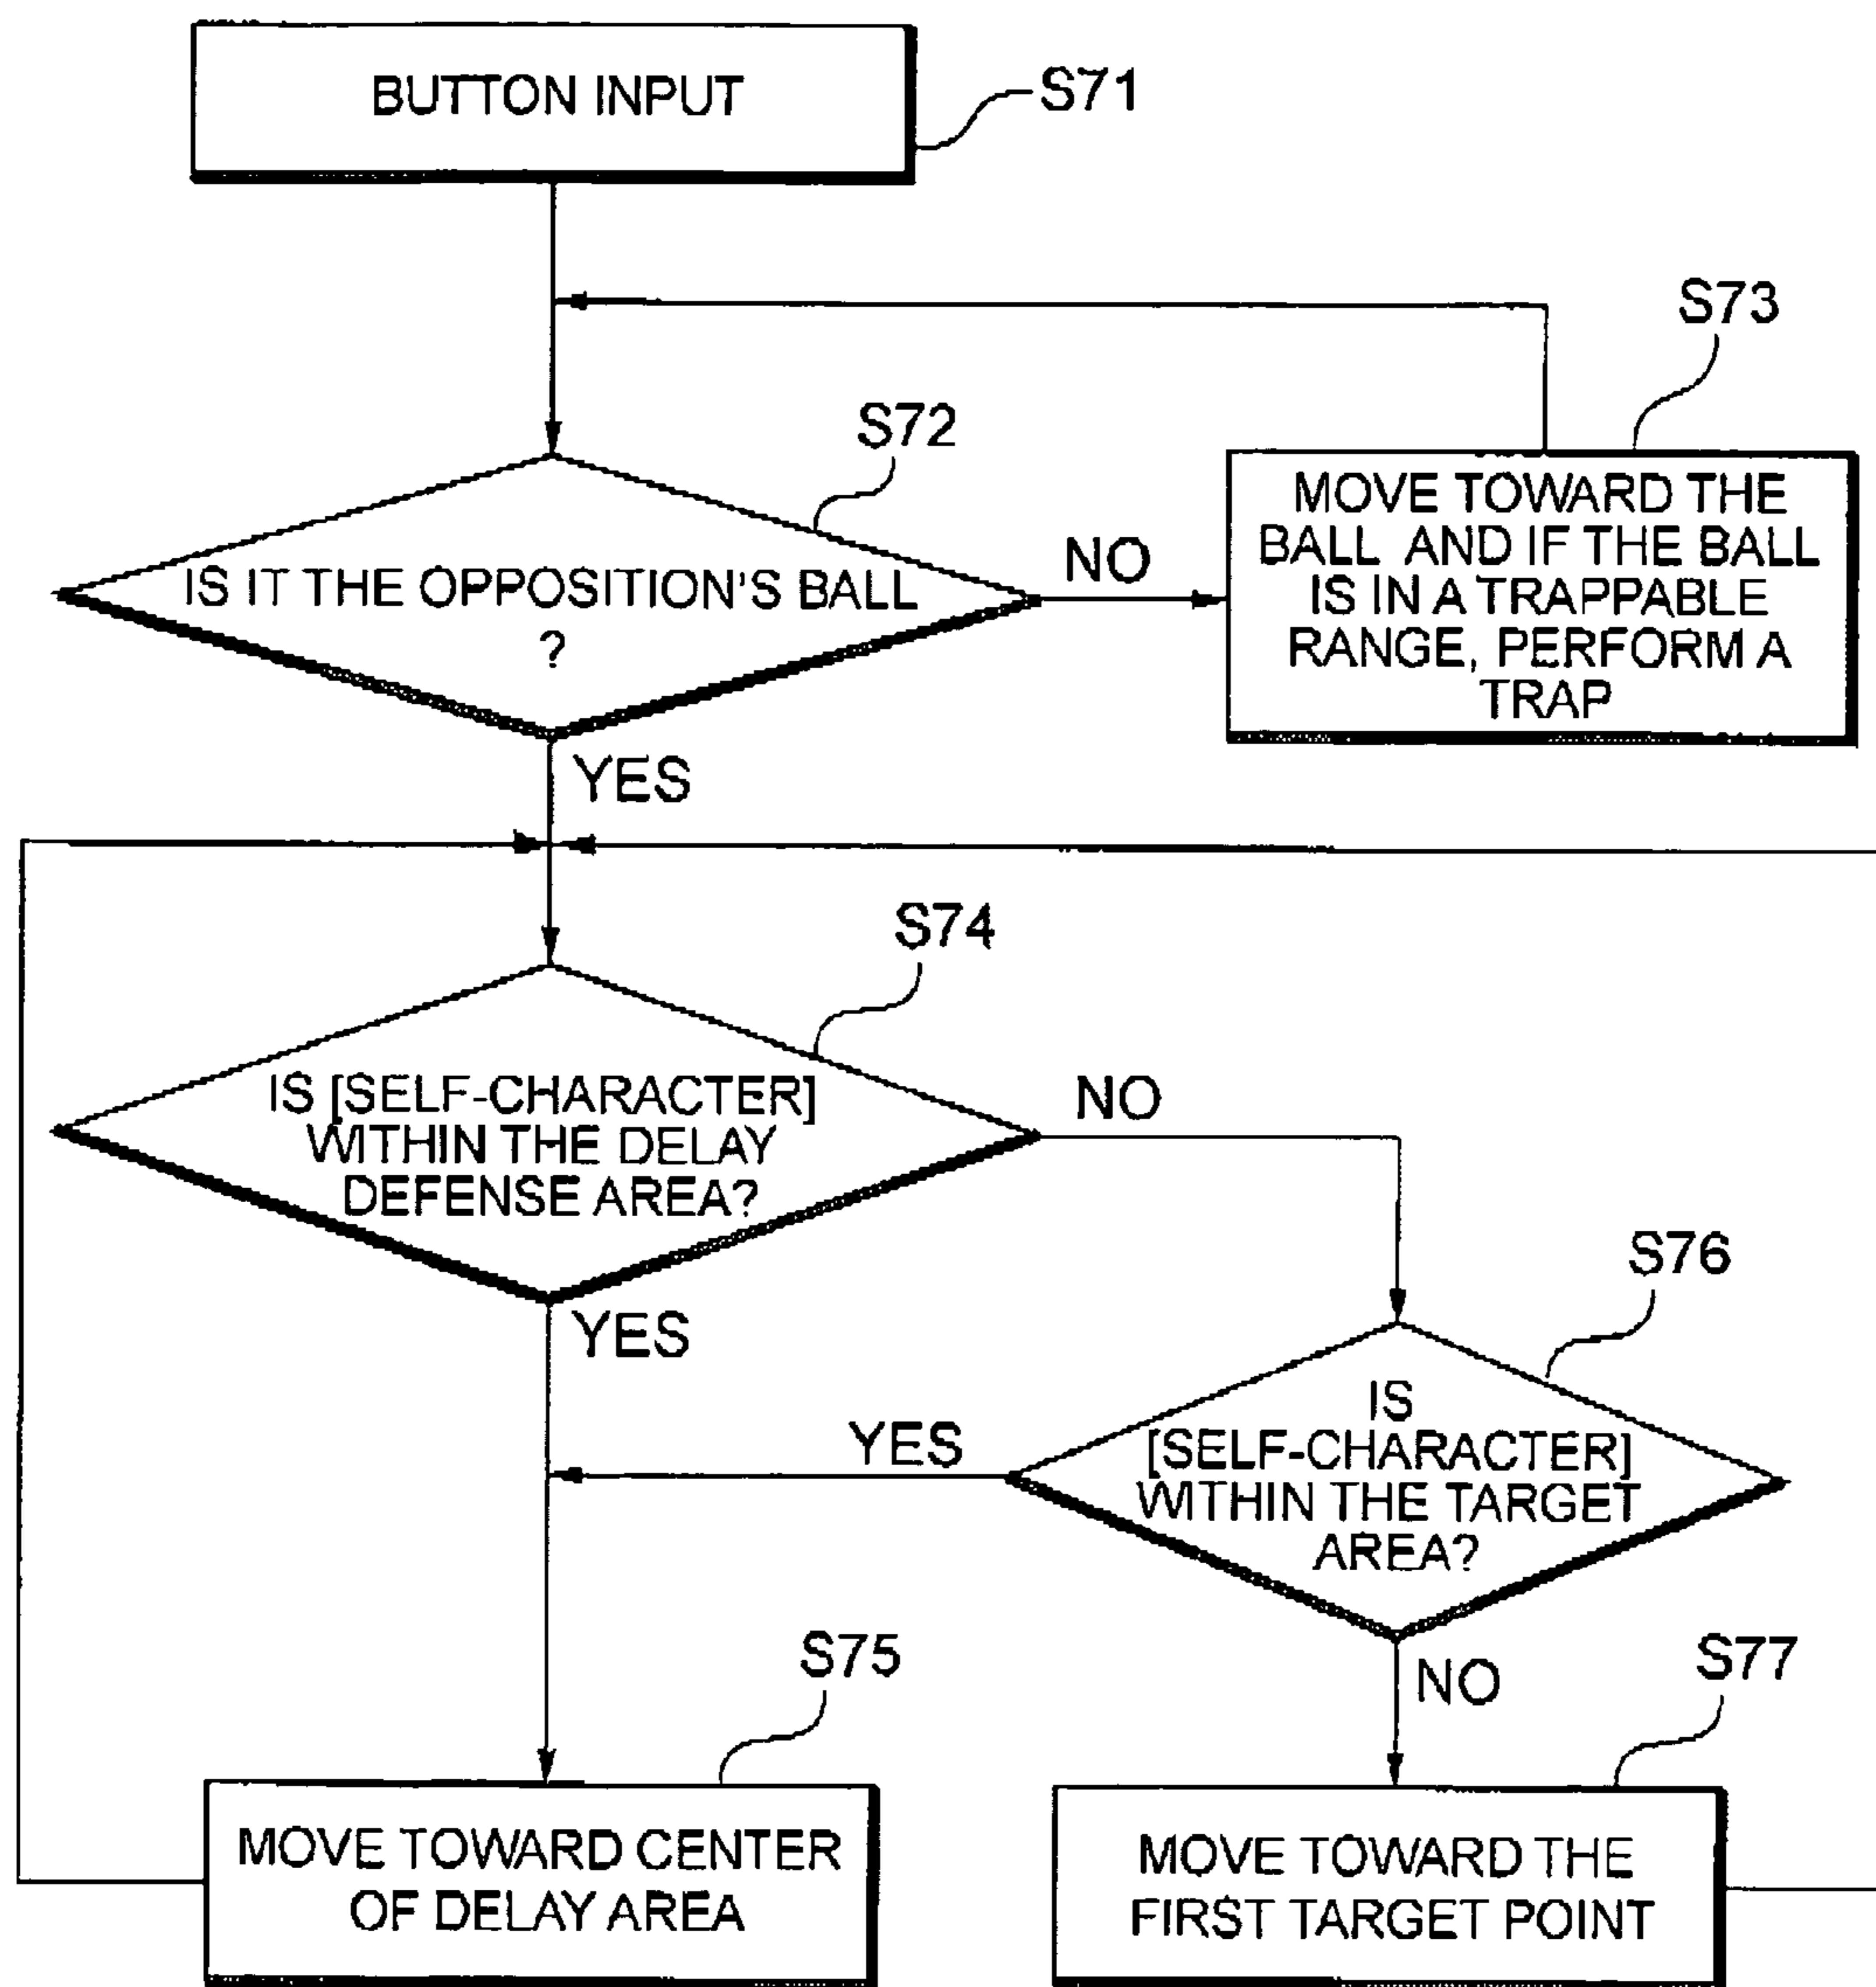 BUTTON INPUT
S71
S73
S72
MOVE TOWARD THE
BALL AND IF THE BALL
IS IN A TRAPPABLE
RANGE, PERFORM A
TRAP
NO
IS IT THE OPPOSITION'S BALL
?
YES
S74
IS [SELF-CHARACTER]
WITHIN THE DELAY
DEFENSE AREA?
NO
S76
YES
IS
[SELF-CHARACTER]
WITHIN THE TARGET
AREA?
YES
S75
NO
S77
MOVE TOWARD CENTER
OF DELAY AREA
MOVE TOWARD THE
FIRST TARGET POINT